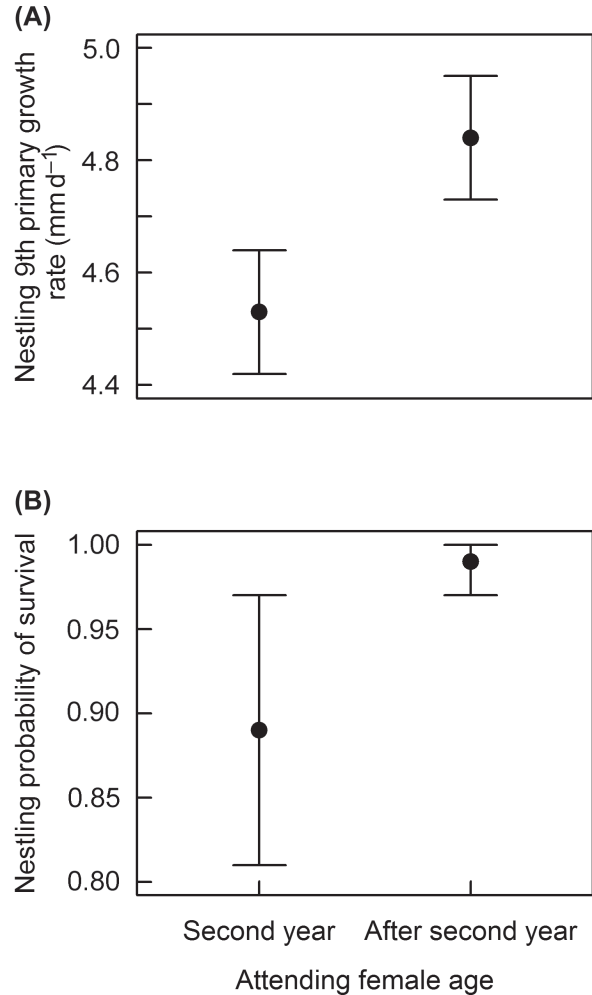 (A)
Nestling 9th primary growth
rate (mm d−1)
5.0
4.8
4.6
4.4
(B)
Nestling probability of survival
1.00
0.95
0.90
0.85
0.80
Second year
After second year
Attending female age